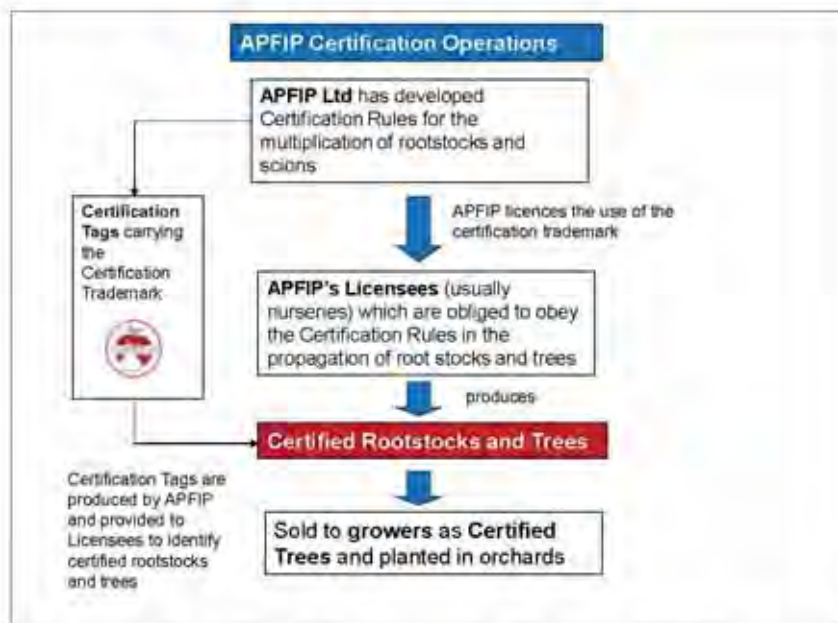 APFIP Certification Operations
APFIP Ltd has developed
Certification Rules for the
multiplication of rootstocks and
scions
Certification
Tags carrying
the
Certification
Trademark
APFIP licences the use of the
certification trademark
APFIP's Licensees (usually
nurseries) which are obliged to obey
the Certification Rules in the
propagation of root stocks and trees
produces
Certified Rootstocks and Trees
Certification Tags are
produced by APFIP
and provided to
Licensees to identify
certified rootstocks
and trees
Sold to growers as Certified
Trees and planted in orchards